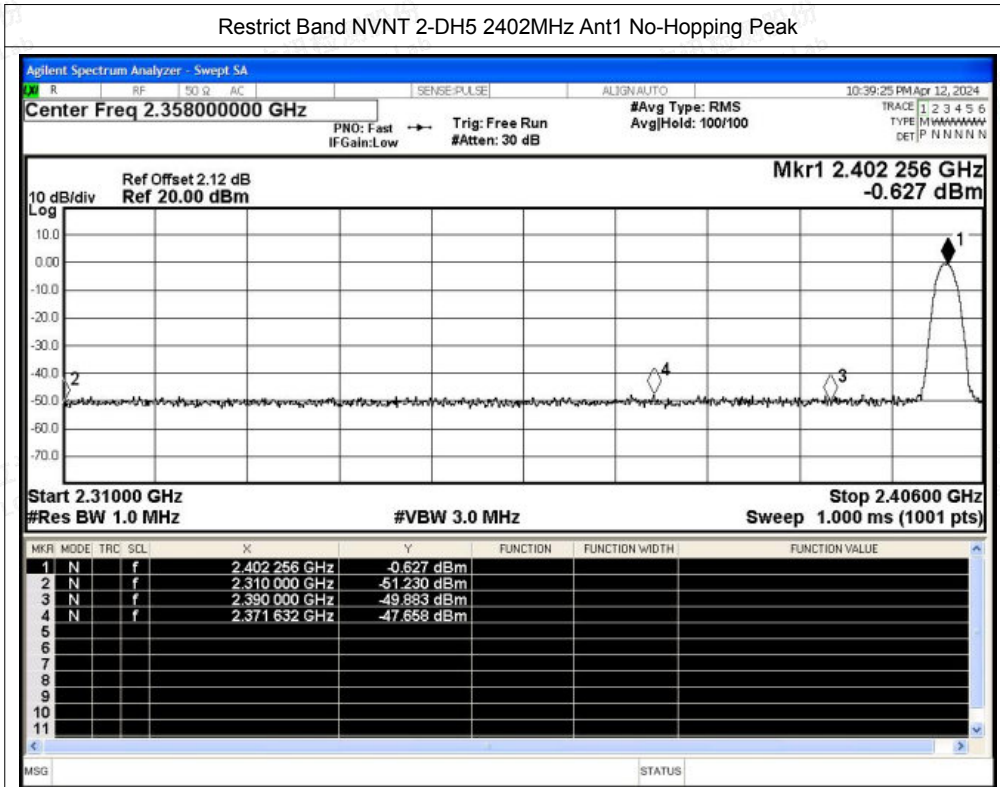 Restrict Band NVNT 2-DH5 2402MHz Ant1 No-Hopping Peak
Agilent Spectrum Analyzer - Swept SA
R RF 50 Ω AC SENSE:PULSE ALIGN AUTO 10:39:25 PM Apr 12, 2024
Center Freq 2.358000000 GHz #Avg Type: RMS TRACE 1 2 3 4 5 6
PNO: Fast Trig: Free Run Avg|Hold: 100/100 TYPE M
IFGain:Low #Atten: 30 dB DET P N N N N N
Mkr1 2.402 256 GHz
Ref Offset 2.12 dB -0.627 dBm
10 dB/div Ref 20.00 dBm
Log
10.0
1
0.00
-10.0
-20.0
-30.0
-40.0
2 4 3
-50.0
-60.0
-70.0
Start 2.31000 GHz Stop 2.40600 GHz
#Res BW 1.0 MHz #VBW 3.0 MHz Sweep 1.000 ms (1001 pts)
MKR MODE TRC SCL X Y FUNCTION FUNCTION WIDTH FUNCTION VALUE
1 N f 2.402 256 GHz -0.627 dBm
2 N f 2.310 000 GHz -51.230 dBm
3 N f 2.390 000 GHz -49.883 dBm
4 N f 2.371 632 GHz -47.658 dBm
5
6
7
8
9
10
11
MSG STATUS